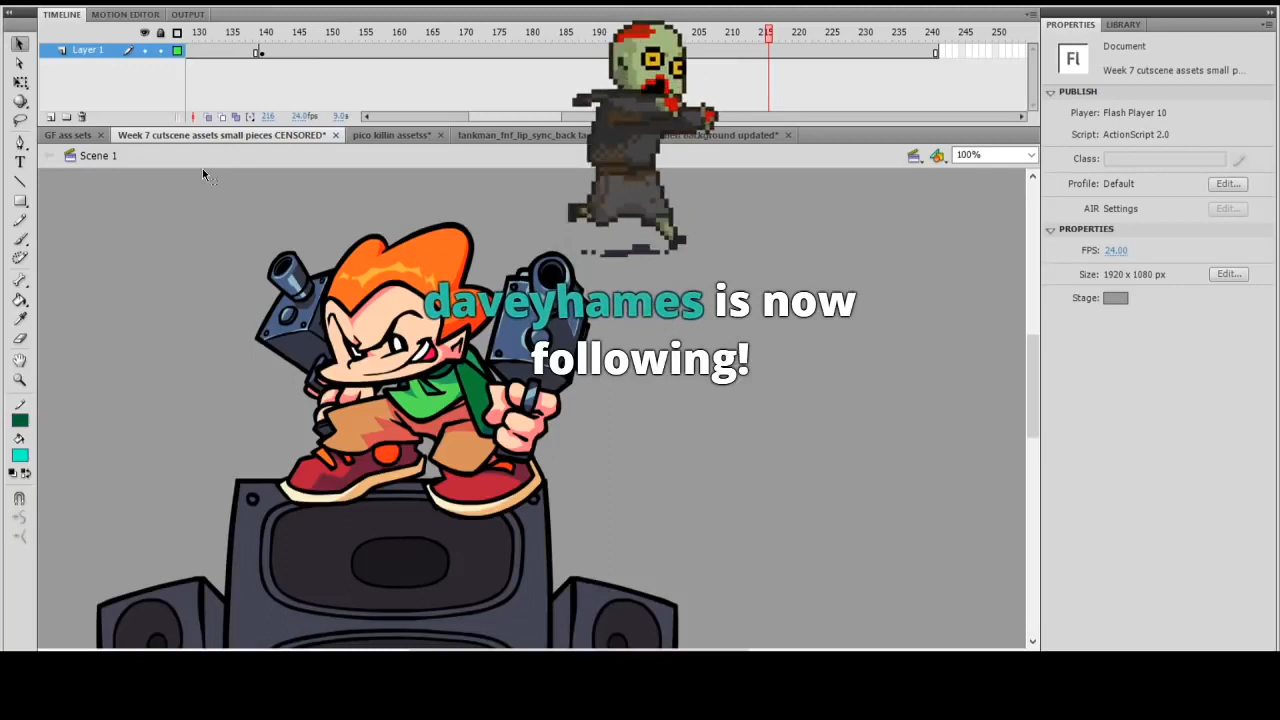 TIMELINE MOTION EDITOR OUTPUT
130 135 140 145 150 155 160 165 170 175 180 185 190 205 210 215 220 225 230 235 240 245 250
Layer 1
216 24.0fps 9.0s
GF ass sets Week 7 cutscene assets small pieces CENSORED* pico killin assetss* tankman_fnf_lip_sync_back background updated*
Scene 1
100%
daveyhames is now
following!
PROPERTIES LIBRARY
Fl
Document
Week 7 cutscene assets small p...
PUBLISH
Player: Flash Player 10
Script: ActionScript 2.0
Class:
Profile: Default Edit...
AIR Settings Edit...
PROPERTIES
FPS: 24.00
Size: 1920 x 1080 px Edit...
Stage: